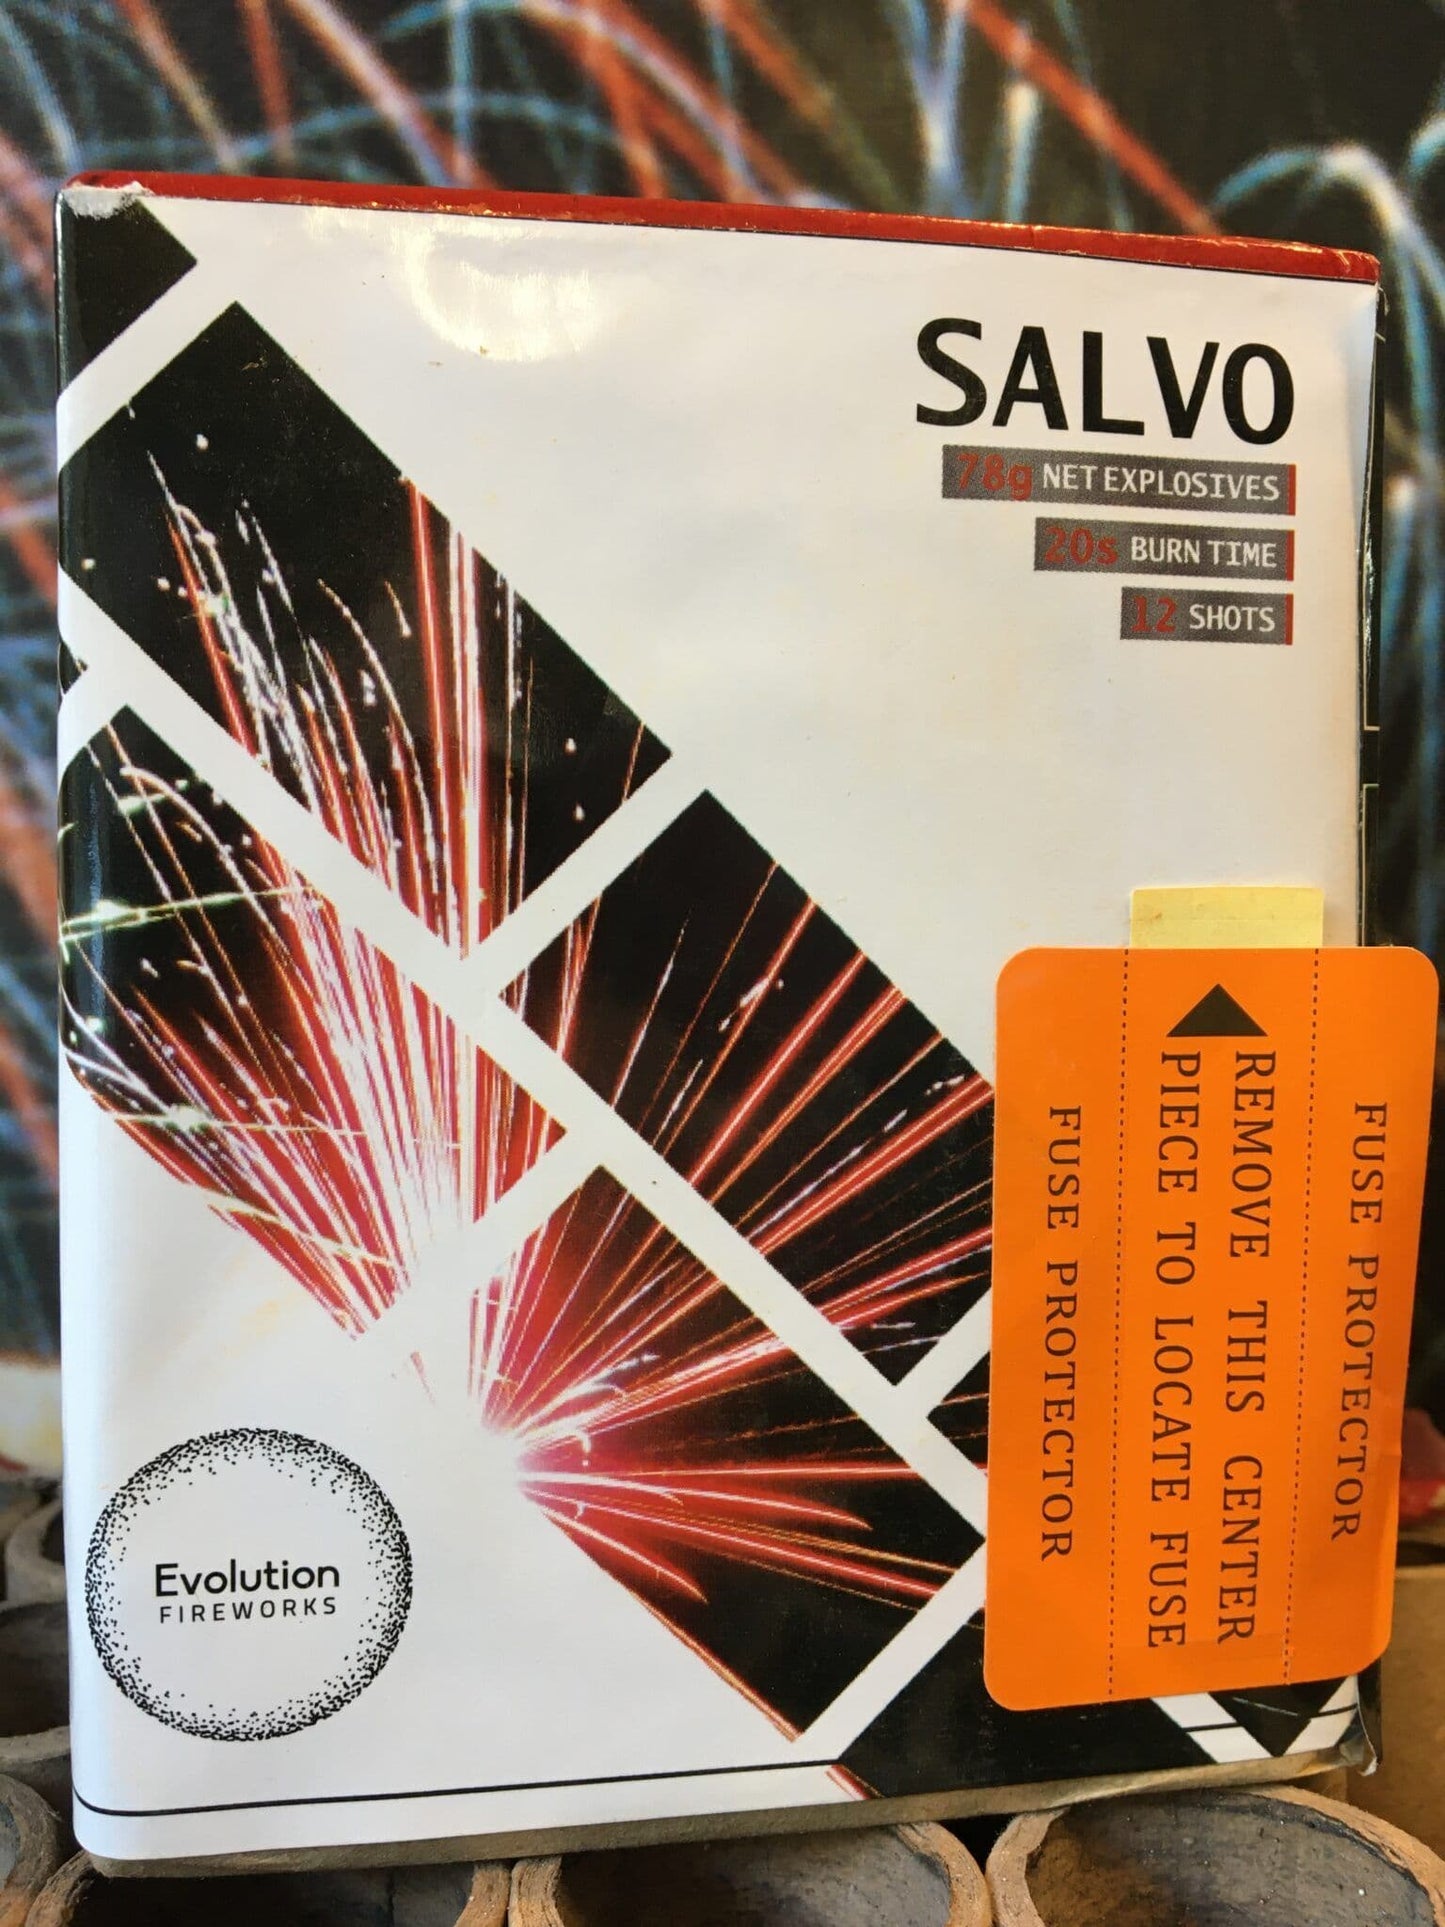 SALVO
78g NET EXPLOSIVES
20s BURN TIME
12 SHOTS
FUSE PROTECTOR
REMOVE THIS CENTER
PIECE TO LOCATE FUSE
FUSE PROTECTOR
Evolution
FIREWORKS